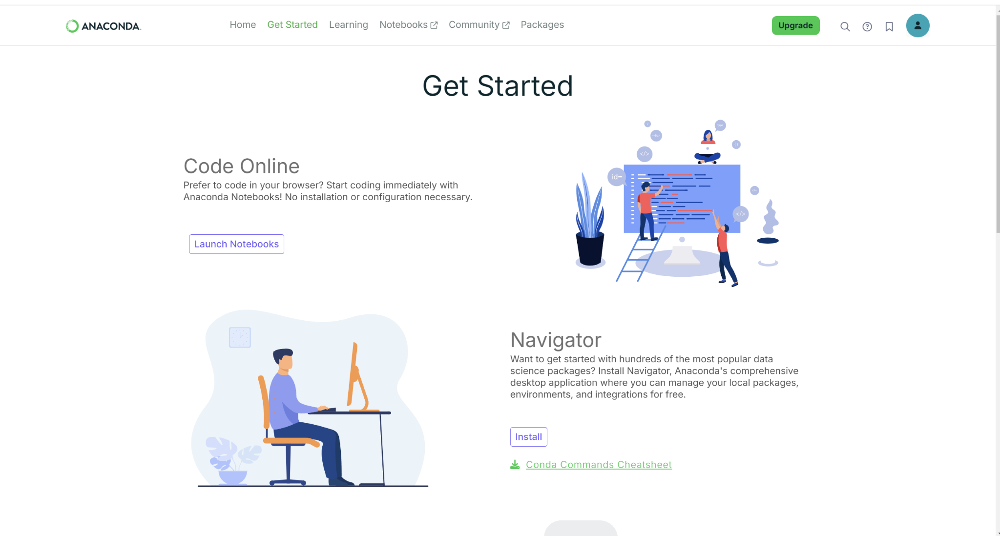 ANACONDA.
Home Get Started Learning Notebooks Community Packages
Upgrade
Get Started
Code Online
Prefer to code in your browser? Start coding immediately with
Anaconda Notebooks! No installation or configuration necessary.
Launch Notebooks
</>
id=
</>
Navigator
Want to get started with hundreds of the most popular data
science packages? Install Navigator, Anaconda's comprehensive
desktop application where you can manage your local packages,
environments, and integrations for free.
Install
Conda Commands Cheatsheet